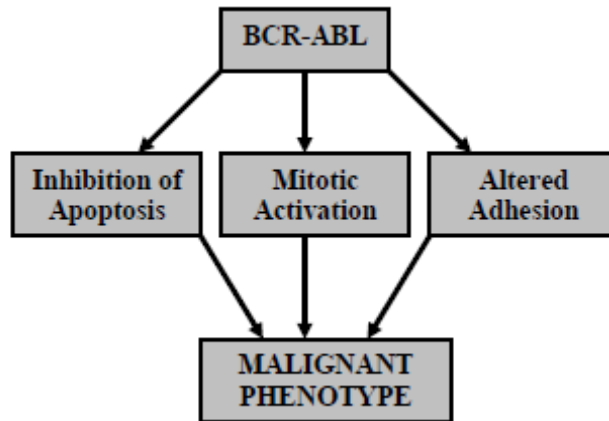 BCR-ABL
Inhibition of
Apoptosis
Mitotic
Activation
Altered
Adhesion
MALIGNANT
PHENOTYPE